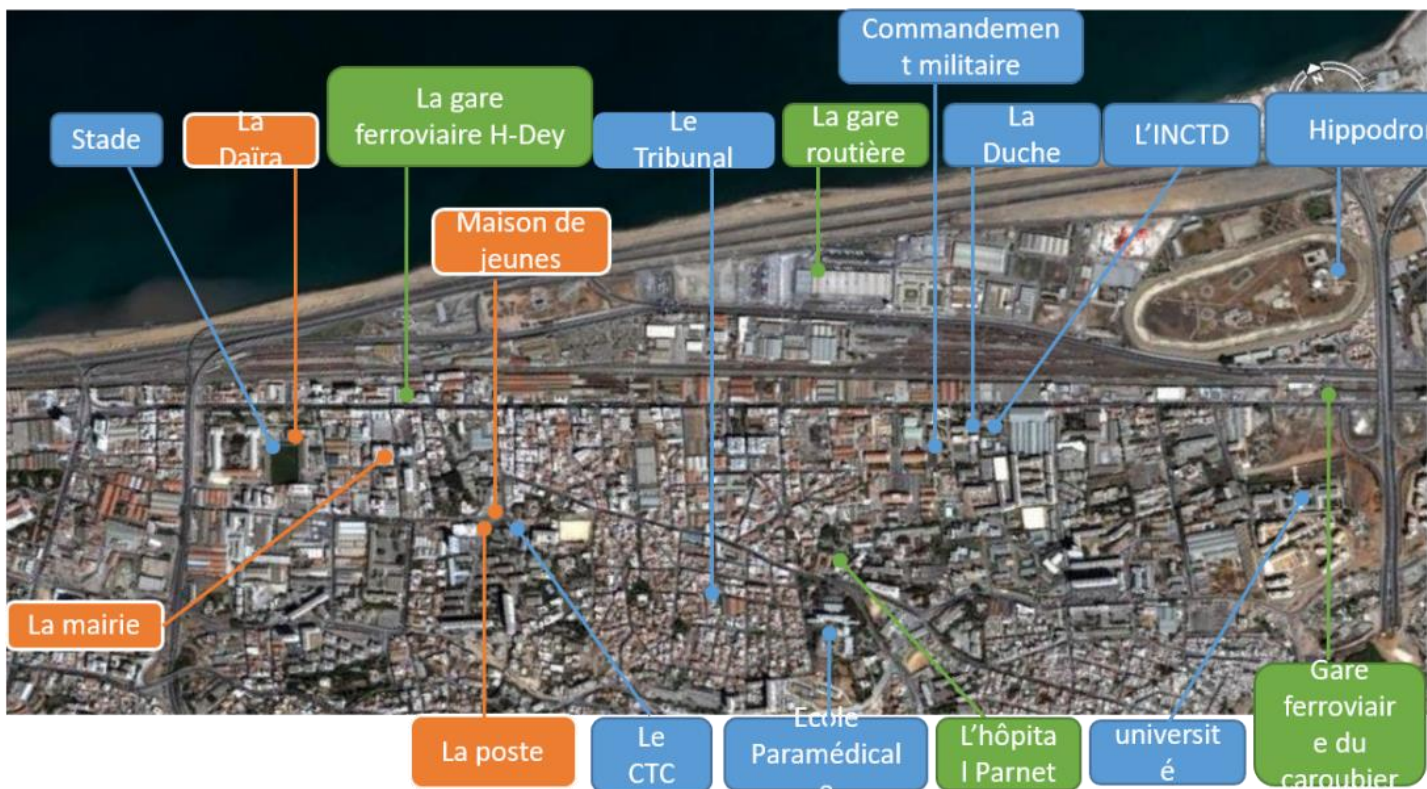 Commandemen
t militaire
La gare
ferroviaire H-Dey
Stade
La
Daïra
Le
Tribunal
La gare
routière
La
Duche
L'INCTD
Hippodro
N
Maison de
jeunes
La mairie
La poste
Le
CTC
Ecole
Paramédical
L'hôpita
l Parnet
universit
é
Gare
ferroviair
e du
caroubier